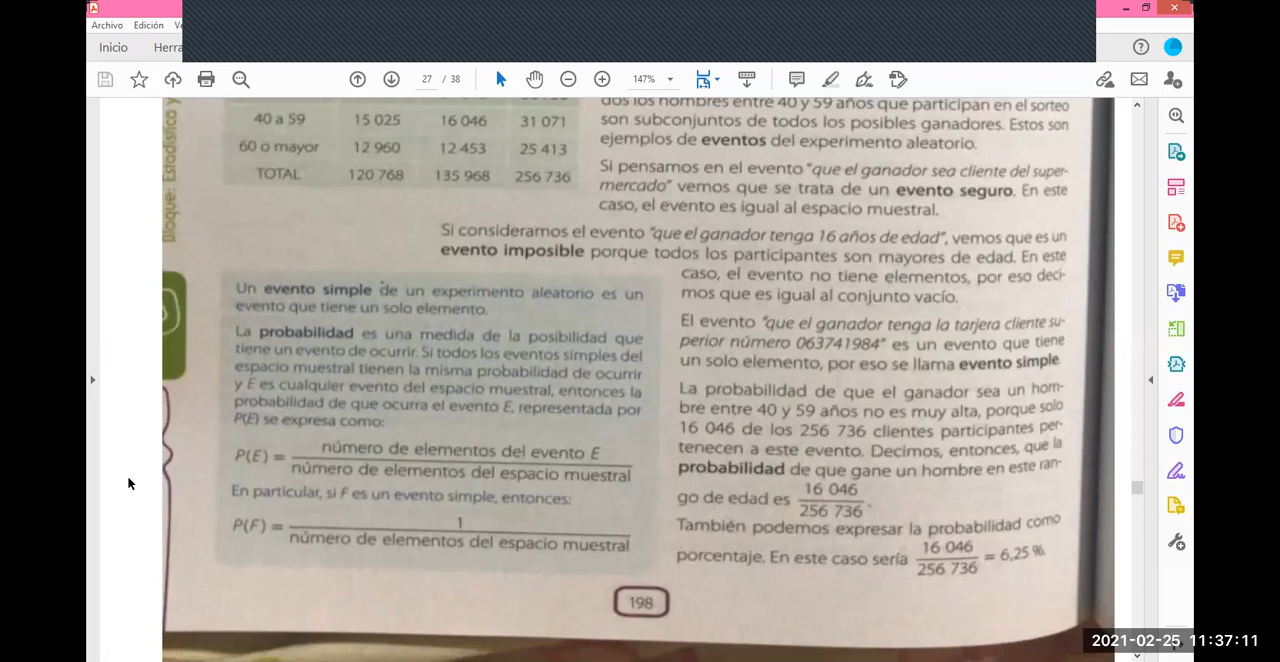 Archivo Edición
Inicio Herra
27 / 38
147%
Bloque: Estadística y
40 a 59 15 025 16 046 31 071
60 o mayor 12 960 12 453 25 413
TOTAL 120 768 135 968 256 736
dos los hombres entre 40 y 59 años que participan en el sorteo
son subconjuntos de todos los posibles ganadores. Estos son
ejemplos de eventos del experimento aleatorio.
Si pensamos en el evento "que el ganador sea cliente del super-
mercado" vemos que se trata de un evento seguro. En este
caso, el evento es igual al espacio muestral.
Si consideramos el evento "que el ganador tenga 16 años de edad", vemos que es un
evento imposible porque todos los participantes son mayores de edad. En este
caso, el evento no tiene elementos, por eso deci-
mos que es igual al conjunto vacío.
El evento "que el ganador tenga la tarjera cliente su-
perior número 063741984" es un evento que tiene
un solo elemento, por eso se llama evento simple
La probabilidad de que el ganador sea un hom-
bre entre 40 y 59 años no es muy alta, porque solo
16 046 de los 256 736 clientes participantes per-
tenecen a este evento. Decimos, entonces, que la
probabilidad de que gane un hombre en este ran-
go de edad es 16 046 / 256 736.
También podemos expresar la probabilidad como
porcentaje. En este caso sería 16 046 / 256 736 = 6,25 %
Un evento simple de un experimento aleatorio es un
evento que tiene un solo elemento.
La probabilidad es una medida de la posibilidad que
tiene un evento de ocurrir. Si todos los eventos simples del
espacio muestral tienen la misma probabilidad de ocurrir
y E es cualquier evento del espacio muestral, entonces la
probabilidad de que ocurra el evento E, representada por
P(E) se expresa como:
P(E) = número de elementos del evento E / número de elementos del espacio muestral
En particular, si F es un evento simple, entonces:
P(F) = 1 / número de elementos del espacio muestral
198
2021-02-25 11:37:11